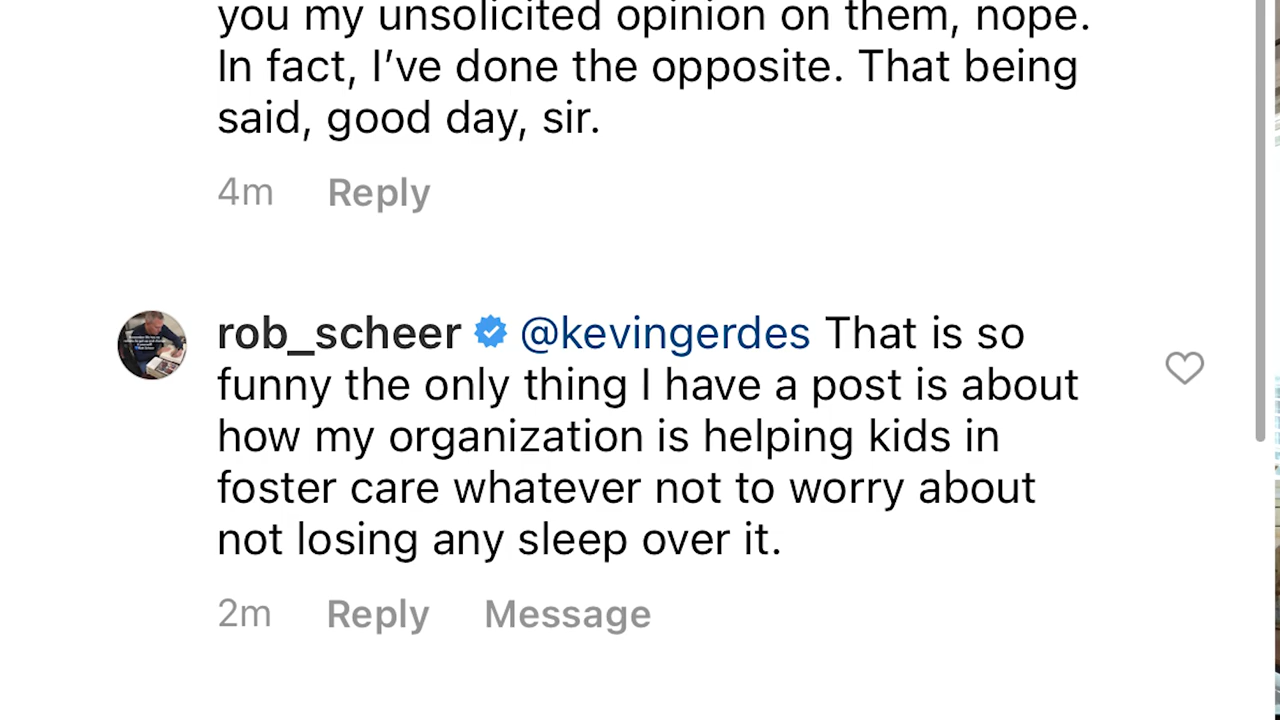 you my unsolicited opinion on them, nope.
In fact, I’ve done the opposite. That being
said, good day, sir.
4m Reply
rob_scheer @kevingerdes That is so
funny the only thing I have a post is about
how my organization is helping kids in
foster care whatever not to worry about
not losing any sleep over it.
2m Reply Message